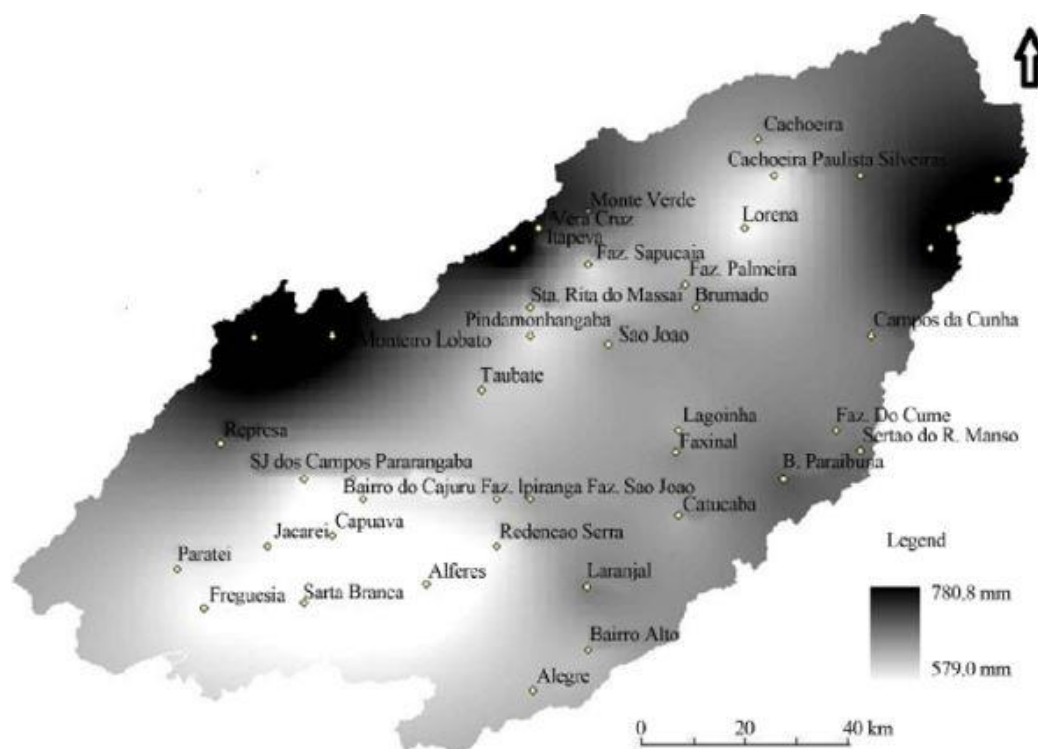 Cachoeira
Cachoeira Paulista Silveiras
Monte Verde
Vera Cruz
Itapeva
Lorena
Faz. Sapucaja
Faz. Palmeira
Sta. Rita do Massai
Brumado
Pindamonhangaba
Campos da Cunha
Monteiro Lobato
Sao Joao
Taubate
Lagoinha
Faz. Do Cume
Represa
Faxinal
Sertao do R. Manso
SJ dos Campos Pararangaba
B. Paraibuna
Bairro do Cajuru Faz. Ipiranga Faz. Sao Joao
Catucaba
Capuava
Jacarei
Redencao Serra
Legend
Paratei
Alferes
Laranjal
Freguesia
Sarta Branca
780.8 mm
Bairro Alto
579.0 mm
Alegre
0 20 40 km